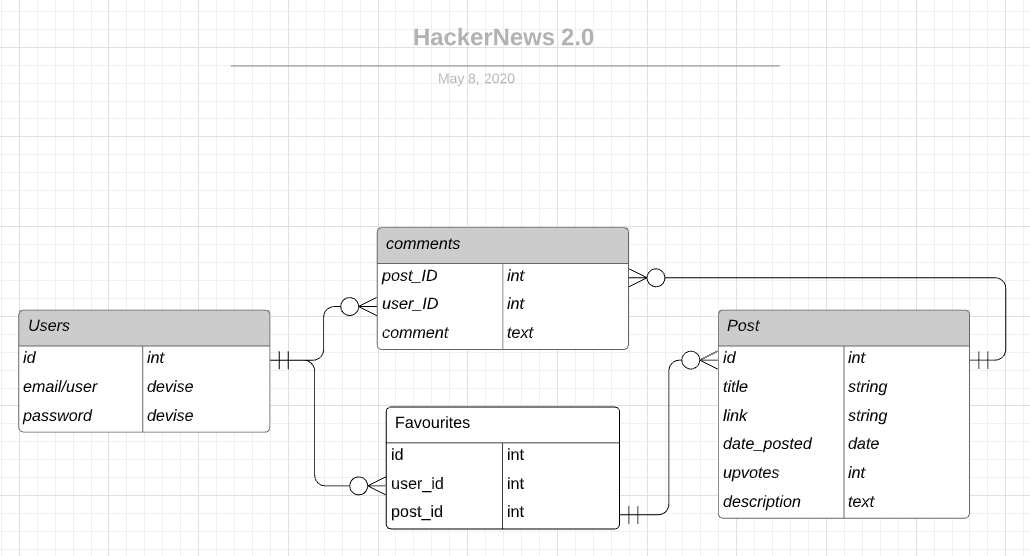 HackerNews 2.0
May 8, 2020
comments
post_ID int
user_ID int
comment text
Users
id int
email/user devise
password devise
Favourites
id int
user_id int
post_id int
Post
id int
title string
link string
date_posted date
upvotes int
description text